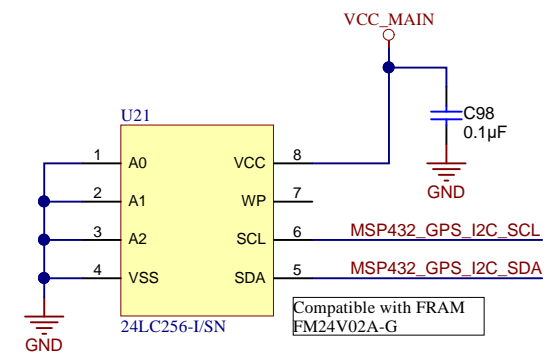 VCC_MAIN
U21
C98
0.1µF
GND
1 A0 VCC 8
2 A1 WP 7
3 A2 SCL 6 MSP432_GPS_I2C_SCL
4 VSS SDA 5 MSP432_GPS_I2C_SDA
24LC256-I/SN
Compatible with FRAM
FM24V02A-G
GND